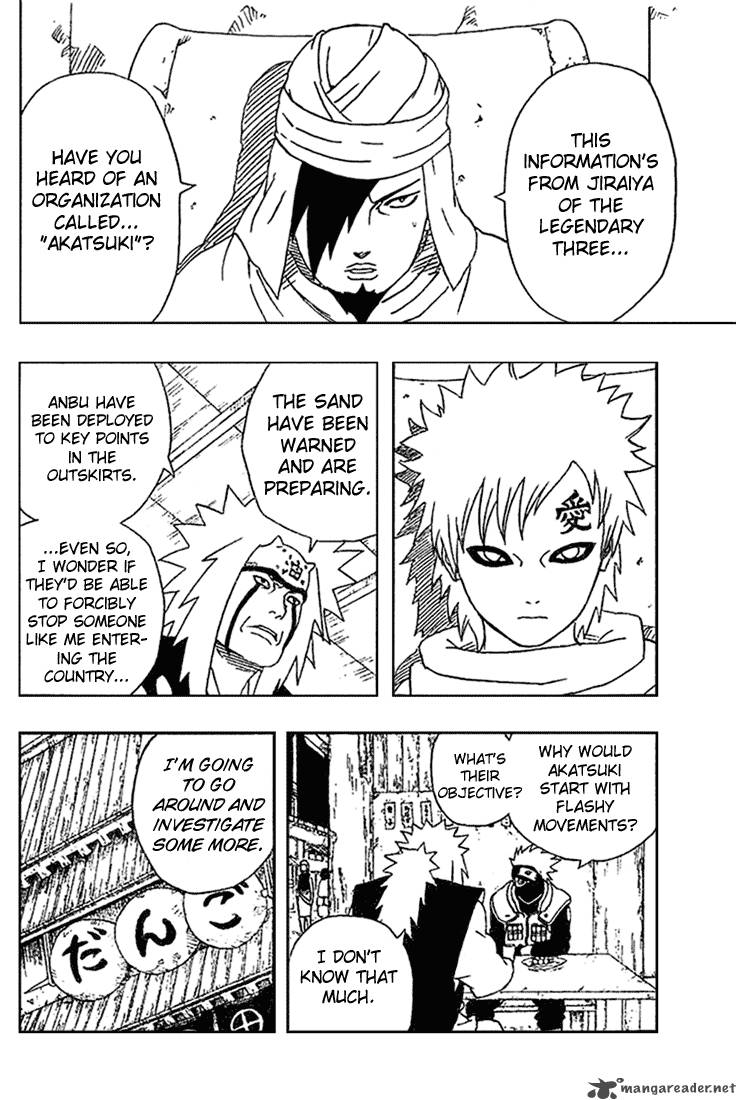 THIS
INFORMATION'S
FROM JIRAIYA
OF THE
LEGENDARY
THREE...
HAVE YOU
HEARD OF AN
ORGANIZATION
CALLED...
"AKATSUKI"?
愛
THE SAND
HAVE BEEN
WARNED
AND ARE
PREPARING.
ANBU HAVE
BEEN DEPLOYED
TO KEY POINTS
IN THE
OUTSKIRTS.
...EVEN SO,
I WONDER IF
THEY'D BE ABLE
TO FORCIBLY
STOP SOMEONE
LIKE ME ENTER-
ING THE
COUNTRY...
油
WHY WOULD
AKATSUKI
START WITH
FLASHY
MOVEMENTS?
WHAT'S
THEIR
OBJECTIVE?
I DON'T
KNOW THAT
MUCH.
I'M GOING
TO GO
AROUND AND
INVESTIGATE
SOME MORE.
だんご
mangareader.net